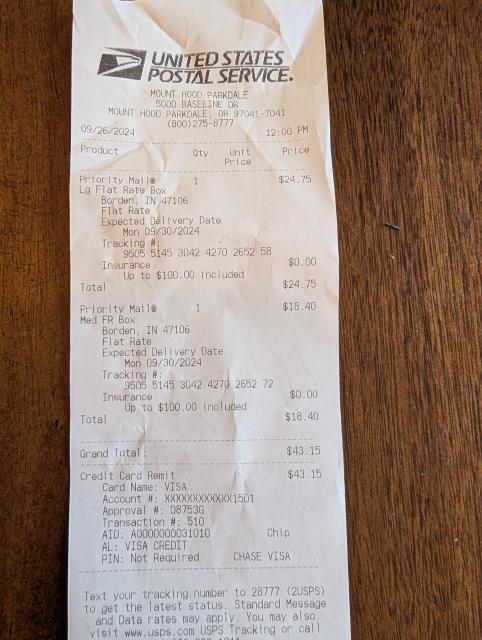 UNITED STATES
POSTAL SERVICE.
MOUNT HOOD PARKDALE
5000 BASELINE DR
MOUNT HOOD PARKDALE, OR 97041-7041
(800)275-8777
09/26/2024 12:00 PM
Product Qty Unit Price
Price
Priority Mail® 1 $24.75
Lg Flat Rate Box
Borden, IN 47106
Flat Rate
Expected Delivery Date
Mon 09/30/2024
Tracking #:
9505 5145 3042 4270 2652 58
Insurance $0.00
Up to $100.00 included
Total $24.75
Priority Mail® 1 $18.40
Med FR Box
Borden, IN 47106
Flat Rate
Expected Delivery Date
Mon 09/30/2024
Tracking #:
9505 5145 3042 4270 2652 72
Insurance $0.00
Up to $100.00 included
Total $18.40
Grand Total: $43.15
Credit Card Remit $43.15
Card Name: VISA
Account #: XXXXXXXXXXXX1501
Approval #: 08753G
Transaction #: 510
AID: A0000000031010 Chip
AL: VISA CREDIT
PIN: Not Required CHASE VISA
Text your tracking number to 28777 (2USPS)
to get the latest status. Standard Message
and Data rates may apply. You may also
visit www.usps.com USPS Tracking or call